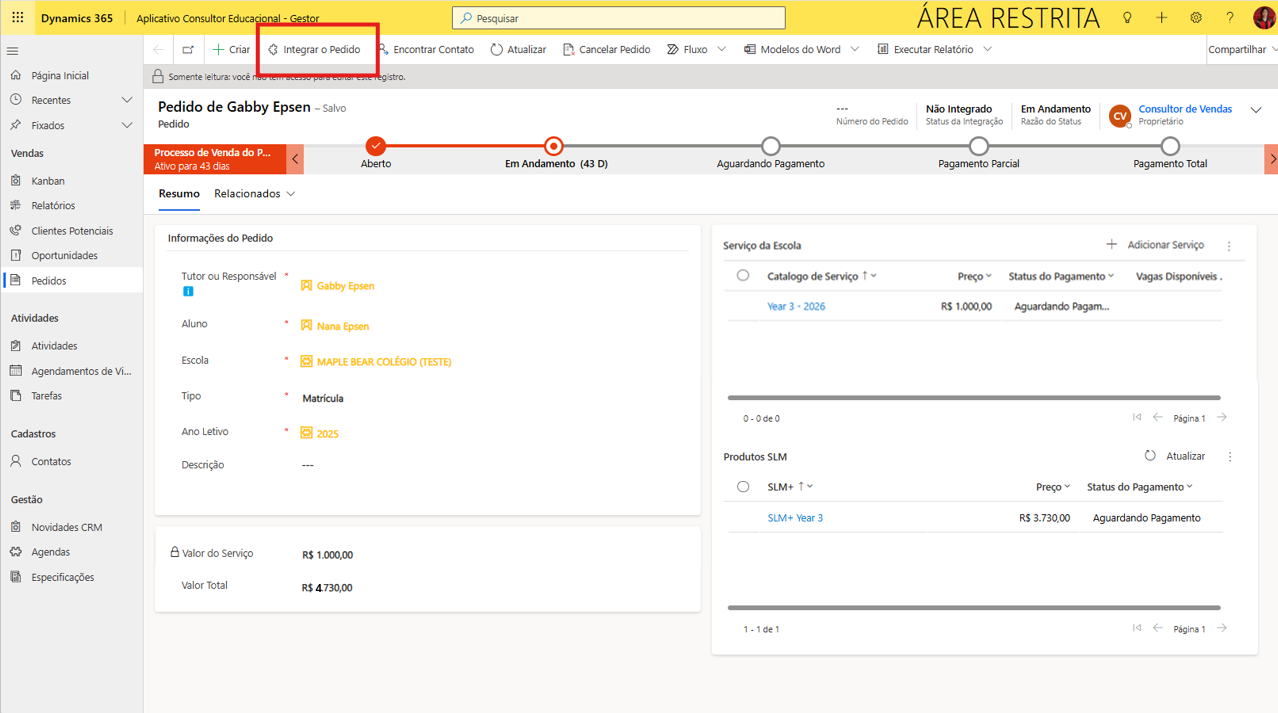 Dynamics 365 Aplicativo Consultor Educacional - Gestor Pesquisar ÁREA RESTRITA
Criar Integrar o Pedido Encontrar Contato Atualizar Cancelar Pedido Fluxo Modelos do Word Executar Relatório Compartilhar
Somente leitura: você não tem acesso para editar este registro.
Página Inicial
Recentes
Fixados
Vendas
Kanban
Relatórios
Clientes Potenciais
Oportunidades
Pedidos
Atividades
Atividades
Agendamentos de Vi...
Tarefas
Cadastros
Contatos
Gestão
Novidades CRM
Agendas
Especificações
Pedido de Gabby Epsen - Salvo
Pedido
---
Número do Pedido
Não Integrado
Status da Integração
Em Andamento
Razão do Status
CV
Consultor de Vendas
Proprietário
Processo de Venda do P...
Ativo para 43 dias
Aberto
Em Andamento (43 D)
Aguardando Pagamento
Pagamento Parcial
Pagamento Total
Resumo Relacionados
Informações do Pedido
Tutor ou Responsável * Gabby Epsen
Aluno * Nana Epsen
Escola * MAPLE BEAR COLÉGIO (TESTE)
Tipo * Matrícula
Ano Letivo * 2025
Descrição ---
Valor do Serviço R$ 1.000,00
Valor Total R$ 4.730,00
Serviço da Escola Adicionar Serviço
Catalogo de Serviço Preço Status do Pagamento Vagas Disponíveis .
Year 3 - 2026 R$ 1.000,00 Aguardando Pagam...
0 - 0 de 0 Página 1
Produtos SLM Atualizar
SLM+ Preço Status do Pagamento
SLM+ Year 3 R$ 3.730,00 Aguardando Pagamento
1 - 1 de 1 Página 1